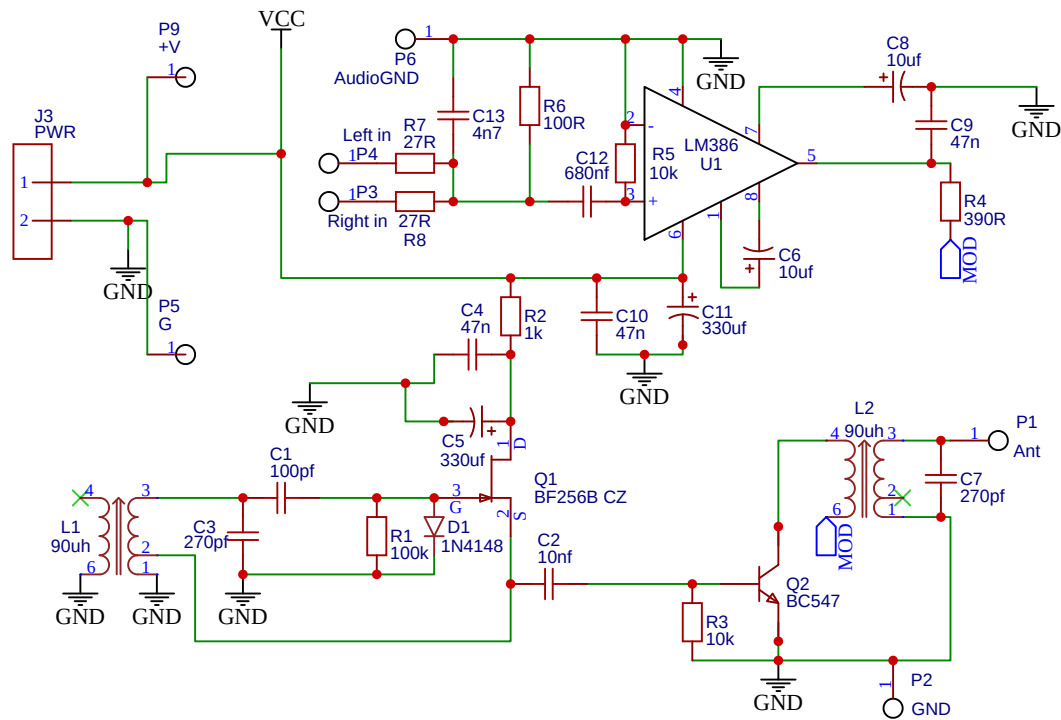 VCC
P9
+V
1
J3
PWR
1
2
GND
P5
G
1
1
P6
AudioGND
GND
C13
4n7
R6
100R
Left in
1
P4
R7
27R
1
P3
Right in
27R
R8
C12
680nf
R5
10k
2
-
3
+
4
LM386
U1
7
5
8
1
6
C8
10uf
+
C9
47n
GND
R4
390R
MOD
C6
10uf
+
C4
47n
R2
1k
C10
47n
C11
330uf
+
GND
GND
C5
330uf
+
1
D
Q1
BF256B CZ
3
G
2
S
C1
100pf
4
3
L1
90uh
2
6
1
GND
GND
C3
270pf
GND
R1
100k
D1
1N4148
C2
10nf
R3
10k
Q2
BC547
GND
MOD
L2
90uh
4
3
2
6
1
C7
270pf
1
P1
Ant
1
P2
GND